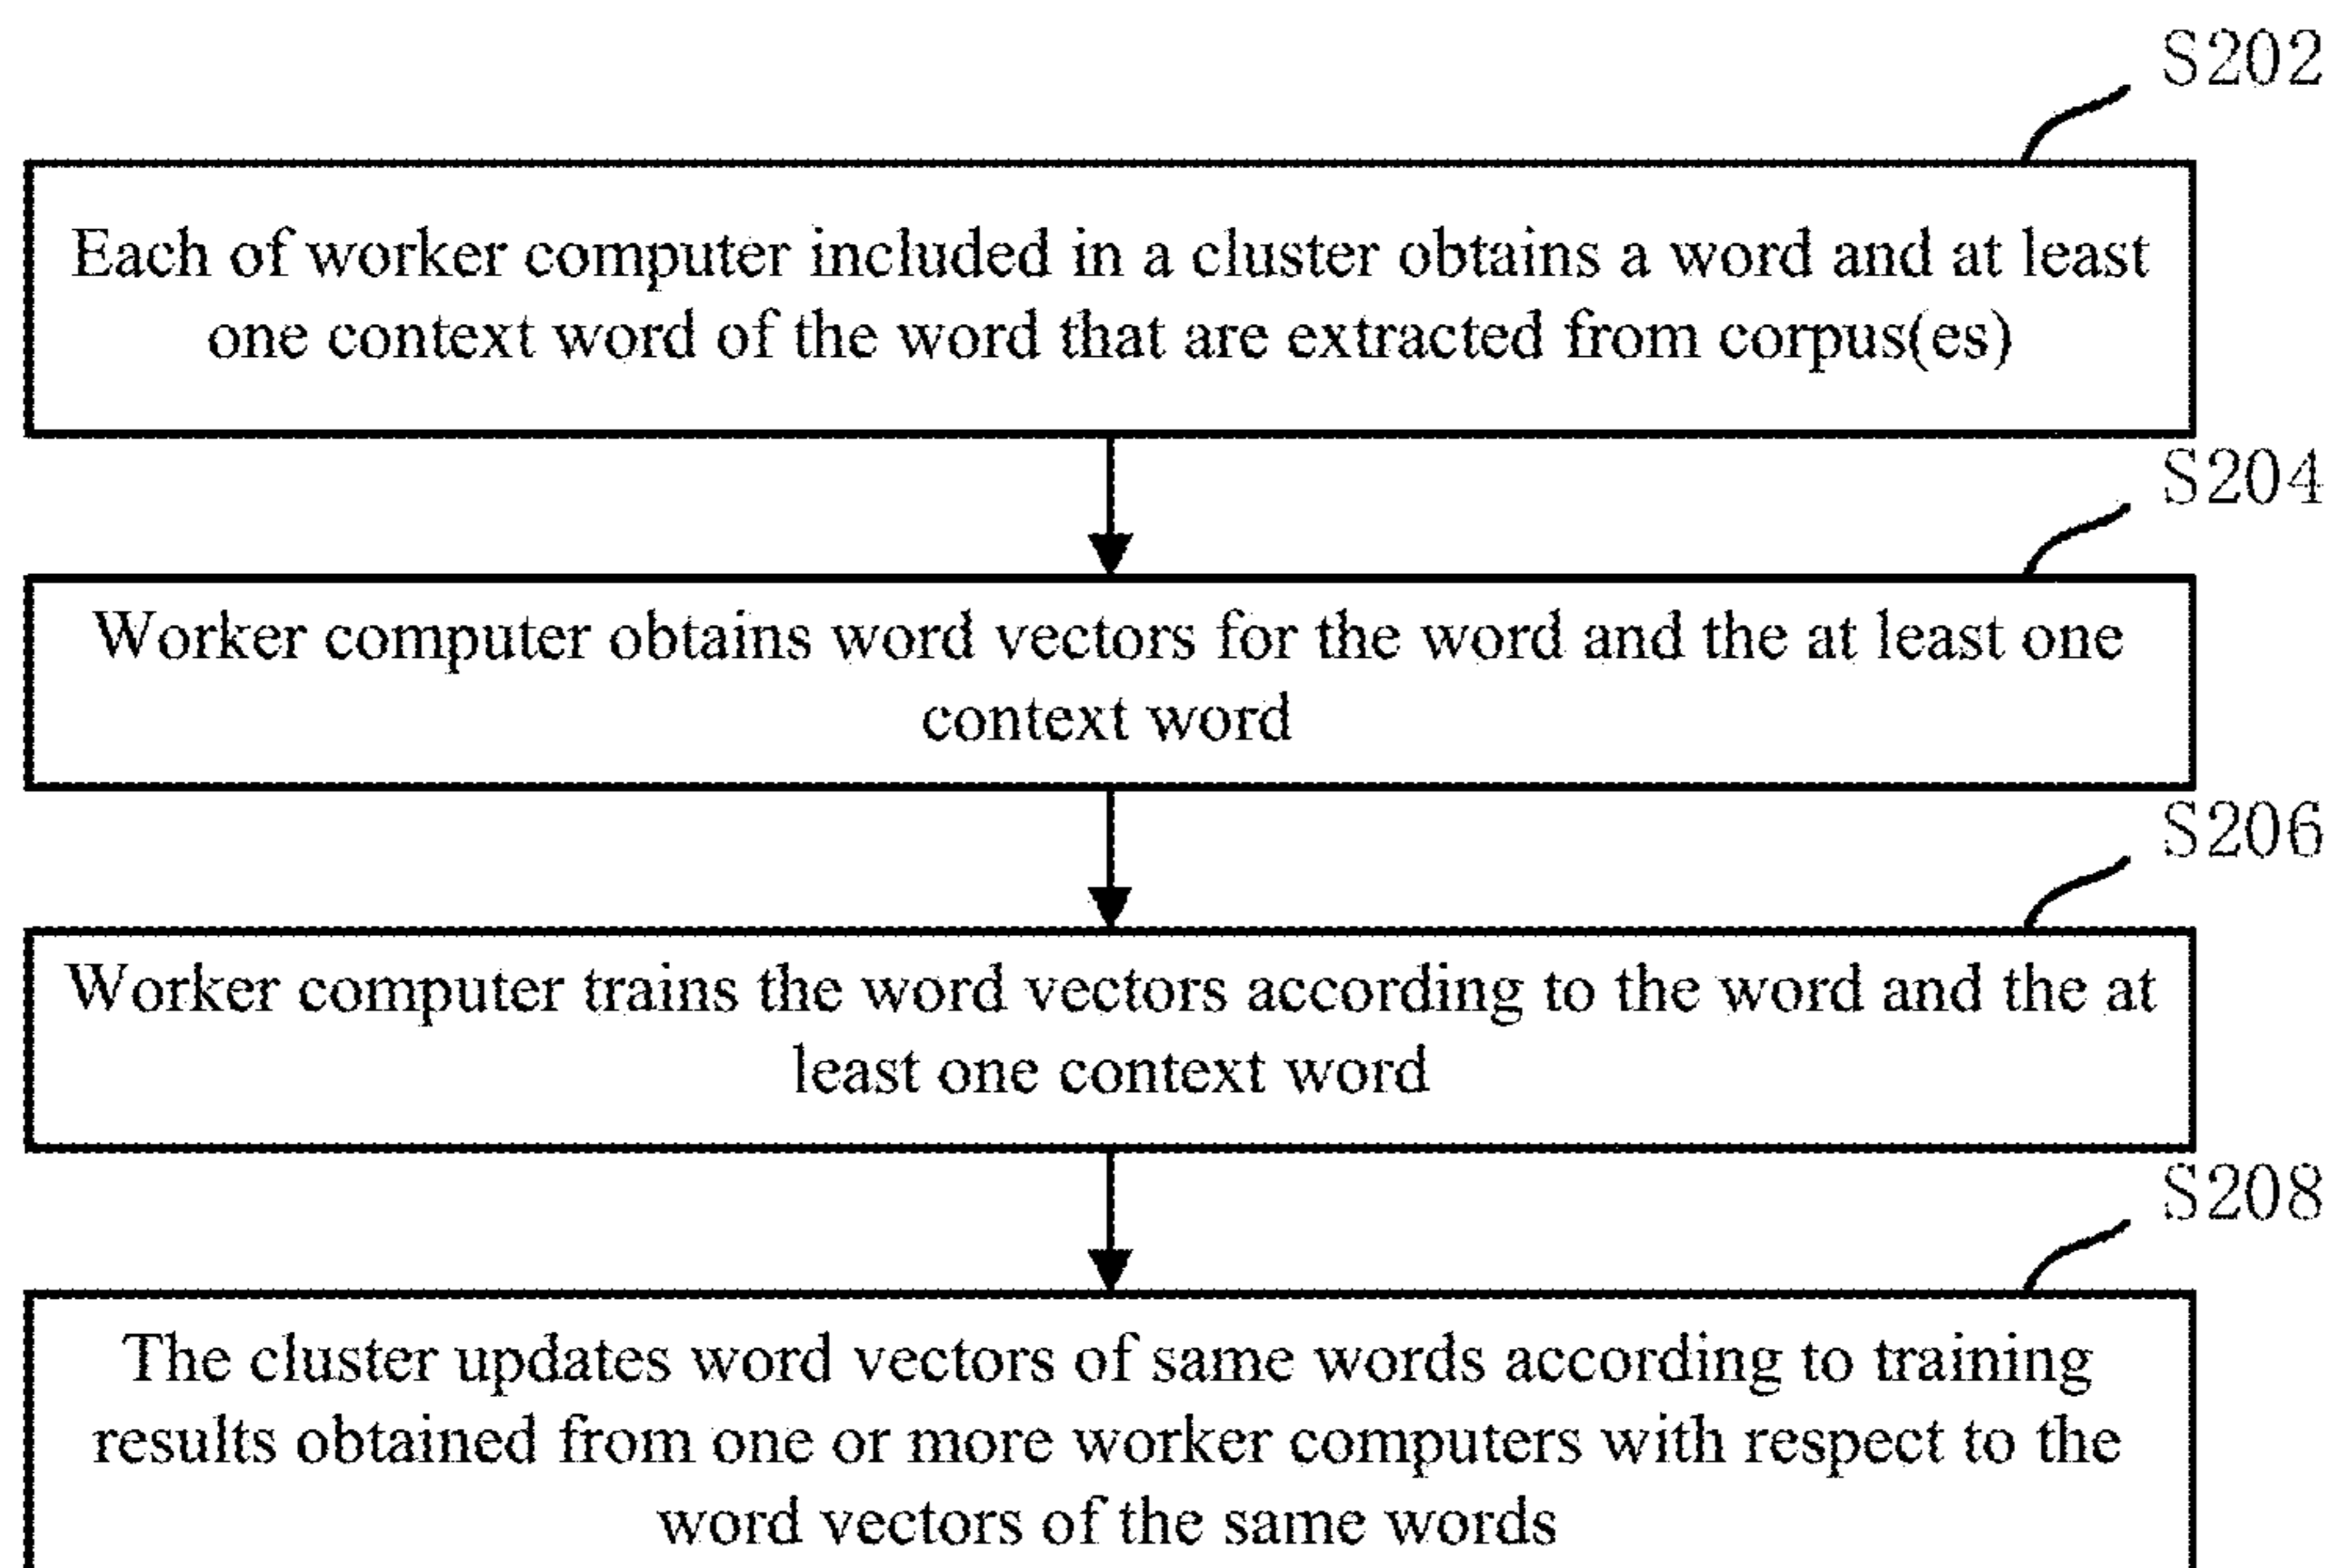 S202
Each of worker computer included in a cluster obtains a word and at least
one context word of the word that are extracted from corpus(es)
S204
Worker computer obtains word vectors for the word and the at least one
context word
S206
Worker computer trains the word vectors according to the word and the at
least one context word
S208
The cluster updates word vectors of same words according to training
results obtained from one or more worker computers with respect to the
word vectors of the same words